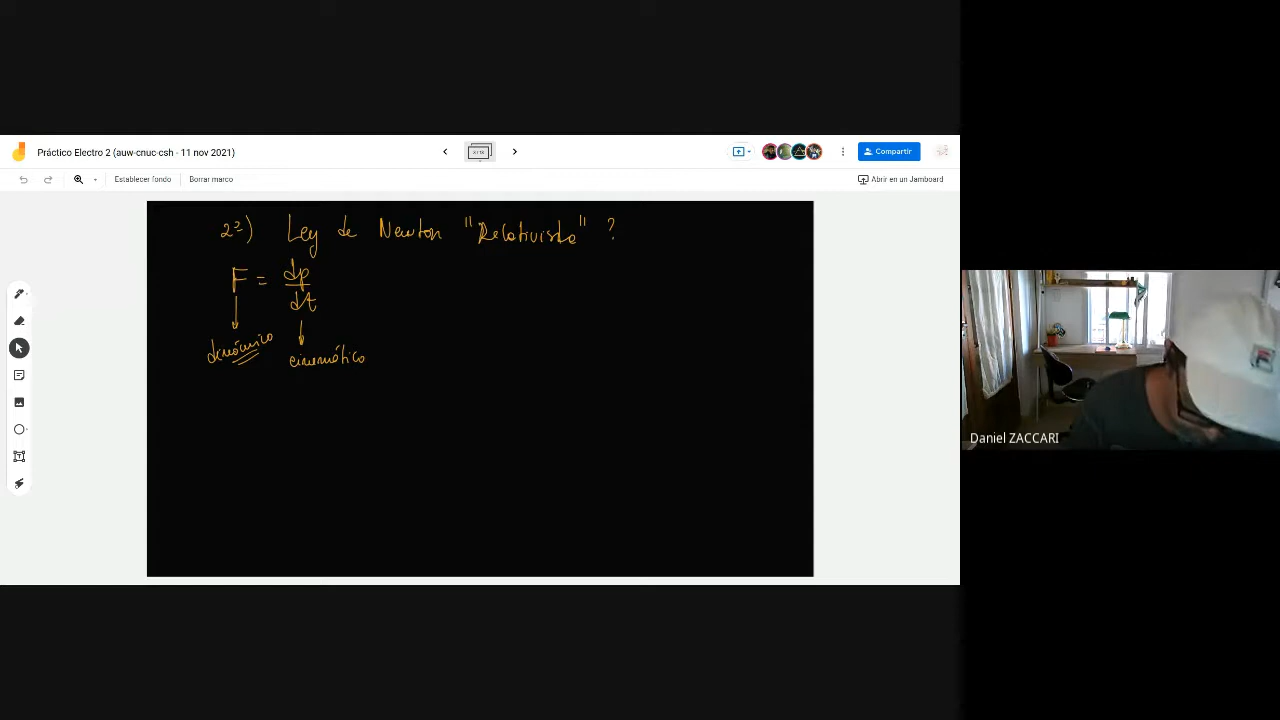 Práctico Electro 2 (auw-cnuc-csh - 11 nov 2021)
Compartir
Establecer fondo
Borrar marco
Abrir en un Jamboard
2º) Ley de Newton "Relativista" ?
F = dp/dt
dinámico
cinemático
Daniel ZACCARI